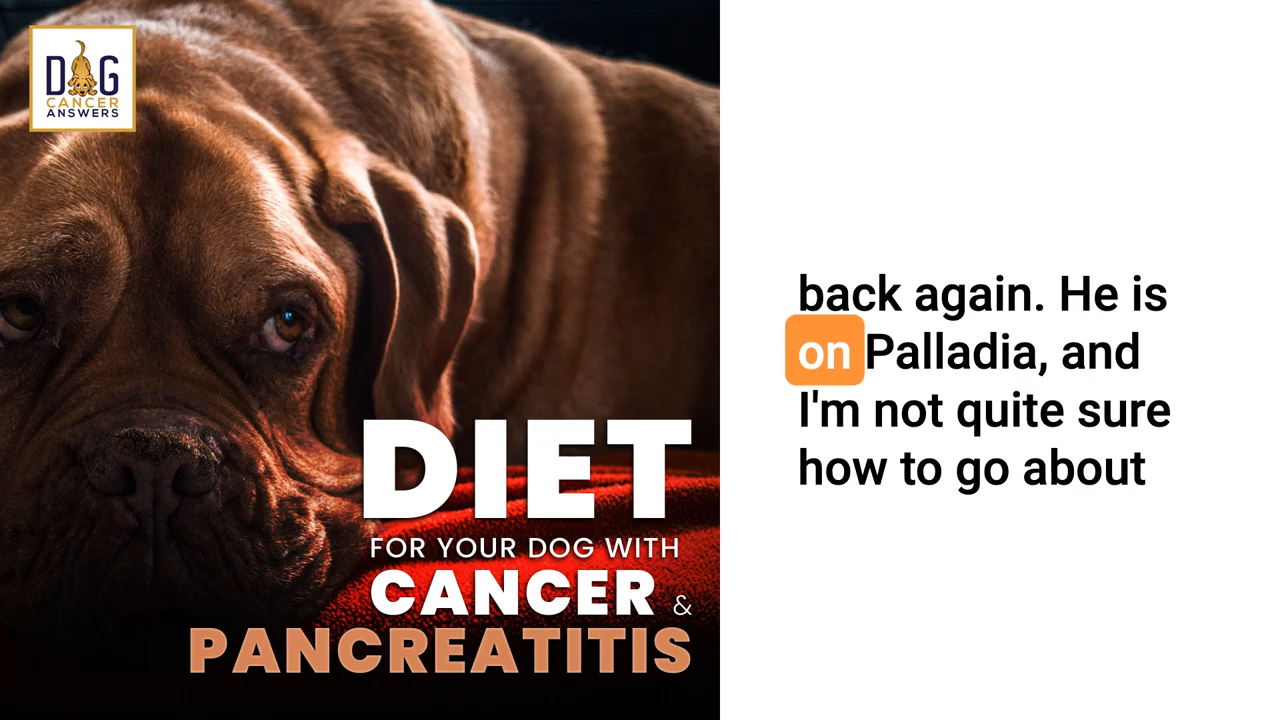 DOG
CANCER
ANSWERS
DIET
FOR YOUR DOG WITH
CANCER &
PANCREATITIS
back again. He is
on Palladia, and
I'm not quite sure
how to go about